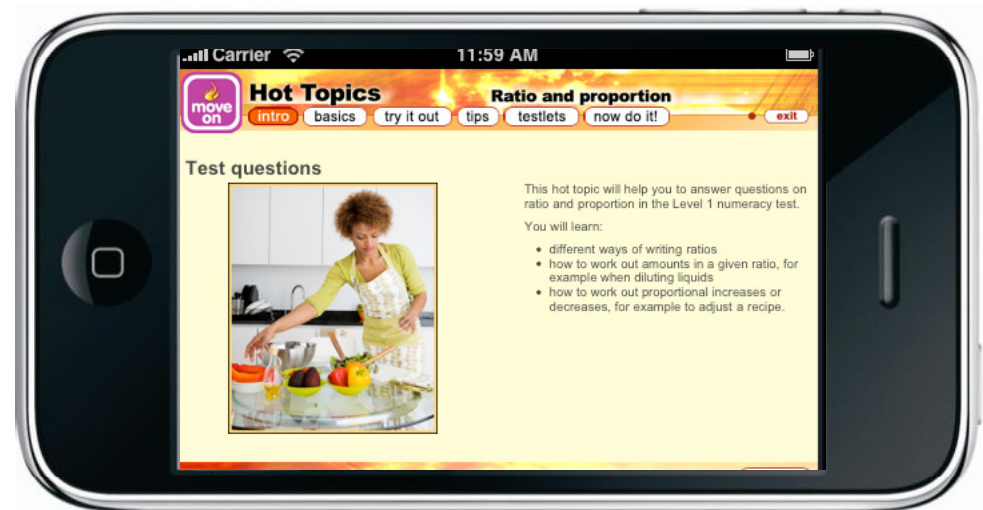 Carrier 11:59 AM
move on
Hot Topics
Ratio and proportion
intro basics try it out tips testlets now do it! exit
Test questions
This hot topic will help you to answer questions on
ratio and proportion in the Level 1 numeracy test.
You will learn:
• different ways of writing ratios
• how to work out amounts in a given ratio, for
example when diluting liquids
• how to work out proportional increases or
decreases, for example to adjust a recipe.